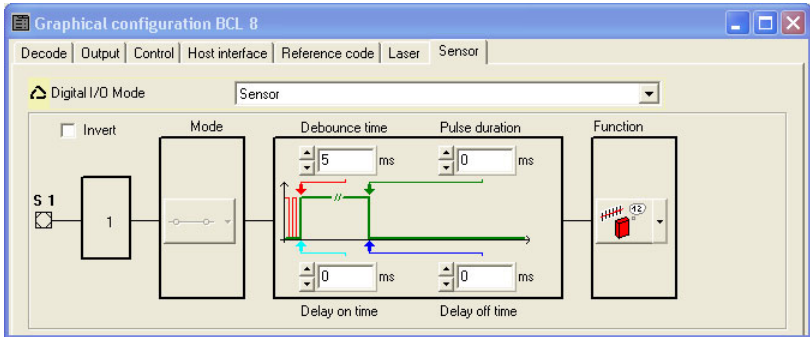 Graphical configuration BCL 8
Decode Output Control Host interface Reference code Laser Sensor
Digital I/O Mode Sensor
Invert Mode Debounce time Pulse duration Function
5 ms 0 ms
S 1
1
12
0 ms 0 ms
Delay on time Delay off time